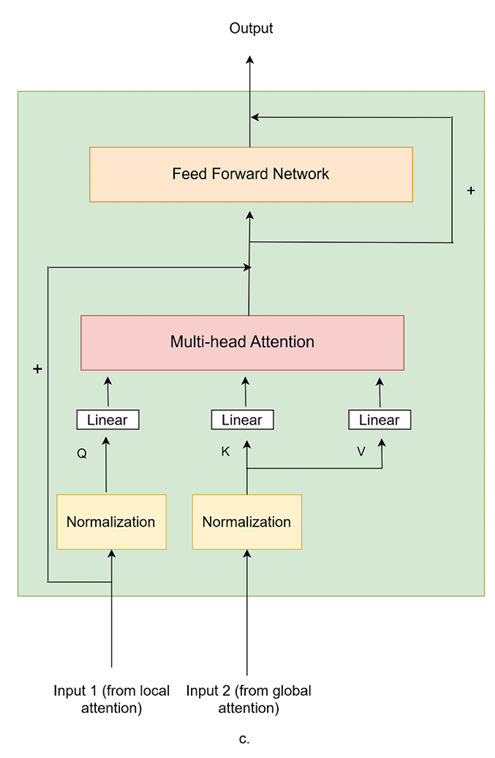 Output
Feed Forward Network
+
Multi-head Attention
+
Linear
Linear
Linear
Q
K
V
Normalization
Normalization
Input 1 (from local
attention)
Input 2 (from global
attention)
c.